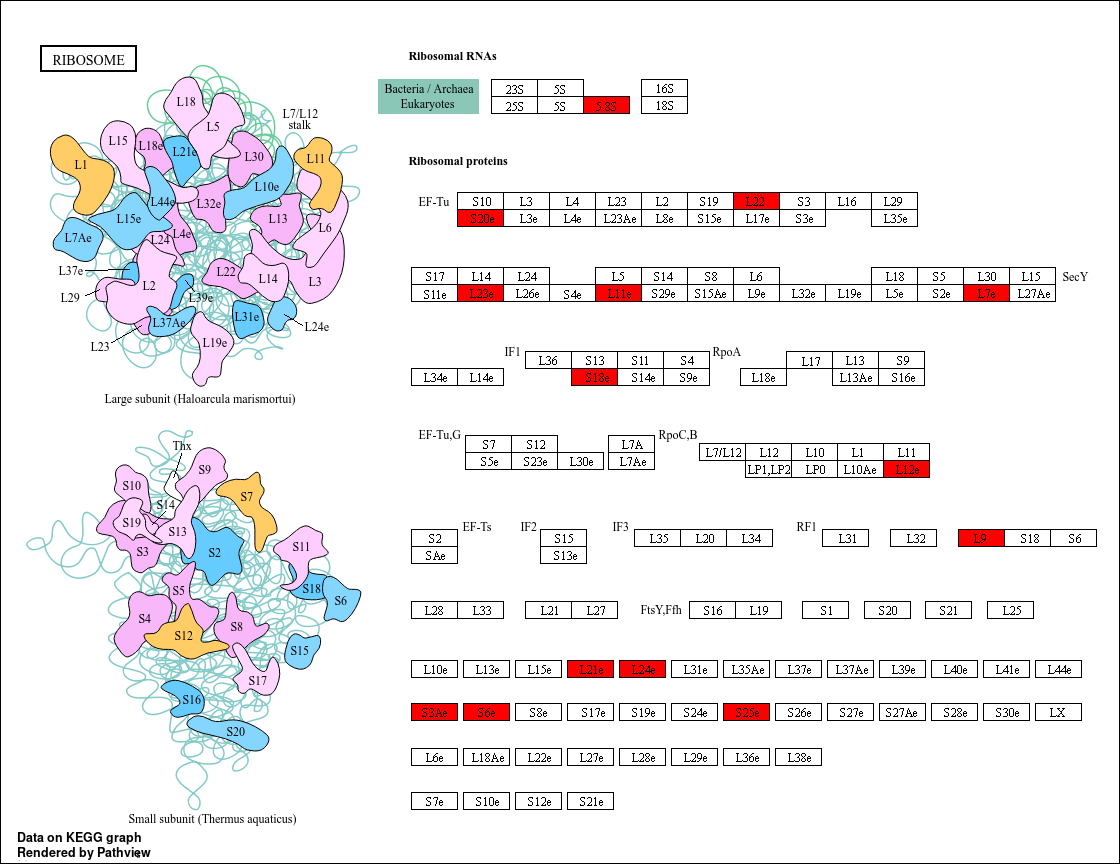 RIBOSOME
L18
L5
L7/L12
stalk
L15
L18e
L21e
L30
L11
L1
L10e
L44e
L32e
L15e
L13
L6
L7Ae
L24
L4e
L37e
L22
L14
L3
L2
L29
L39e
L37Ae
L31e
L24e
L23
L19e
Large subunit (Haloarcula marismortui)
Thx
S9
S10
S7
S14
S19
S13
S3
S2
S11
S5
S18
S6
S4
S12
S8
S15
S17
S16
S20
Small subunit (Thermus aquaticus)
Ribosomal RNAs
Bacteria / Archaea 23S 5S 16S
Eukaryotes 25S 5S 5.8S 18S
Ribosomal proteins
EF-Tu S10 L3 L4 L23 L2 S19 L22 S3 L16 L29
S20e L3e L4e L23Ae L8e S15e L17e S3e L35e
S17 L14 L24 L5 S14 S8 L6 L18 S5 L30 L15 SecY
S11e L23e L26e S4e L11e S29e S15Ae L9e L32e L19e L5e S2e L7e L27Ae
IF1 L36 S13 S11 S4 RpoA L17 L13 S9
L34e L14e S18e S14e S9e L18e L13Ae S16e
EF-Tu,G S7 S12 L7A RpoC,B L7/L12 L12 L10 L1 L11
S5e S23e L30e L7Ae LP1,LP2 LP0 L10Ae L12e
S2 EF-Ts IF2 S15 IF3 L35 L20 L34 RF1 L31 L32 L9 S18 S6
SAe S13e
L28 L33 L21 L27 FtsY,Ffh S16 L19 S1 S20 S21 L25
L10e L13e L15e L21e L24e L31e L35Ae L37e L37Ae L39e L40e L41e L44e
S3Ae S6e S8e S17e S19e S24e S25e S26e S27e S27Ae S28e S30e LX
L6e L18Ae L22e L27e L28e L29e L36e L38e
S7e S10e S12e S21e
Data on KEGG graph
Rendered by Pathview